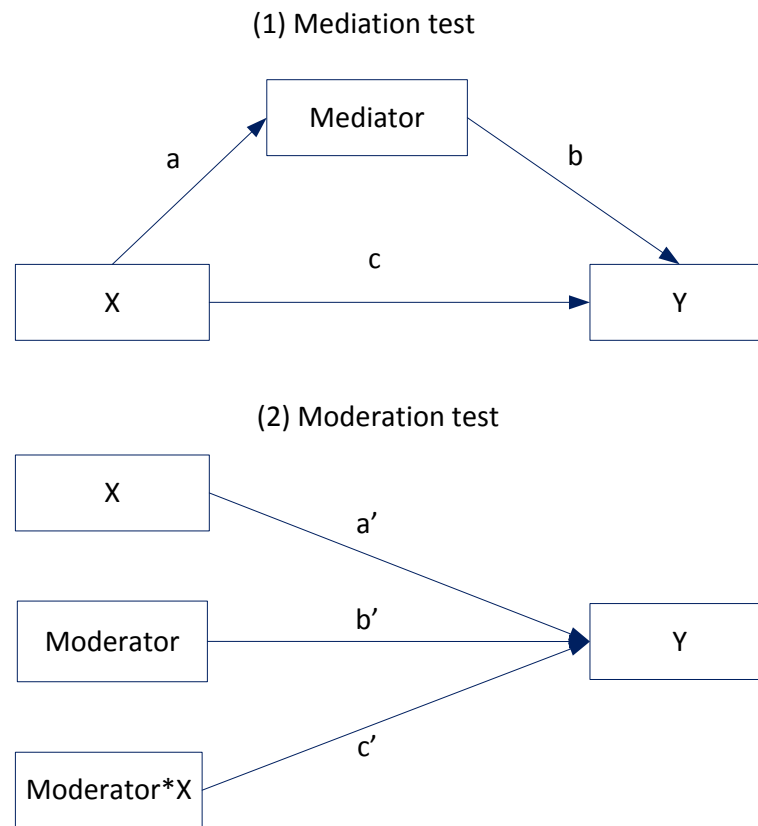 (1) Mediation test
Mediator
a
b
c
X
Y
(2) Moderation test
X
a’
Moderator
b’
Y
c’
Moderator*X